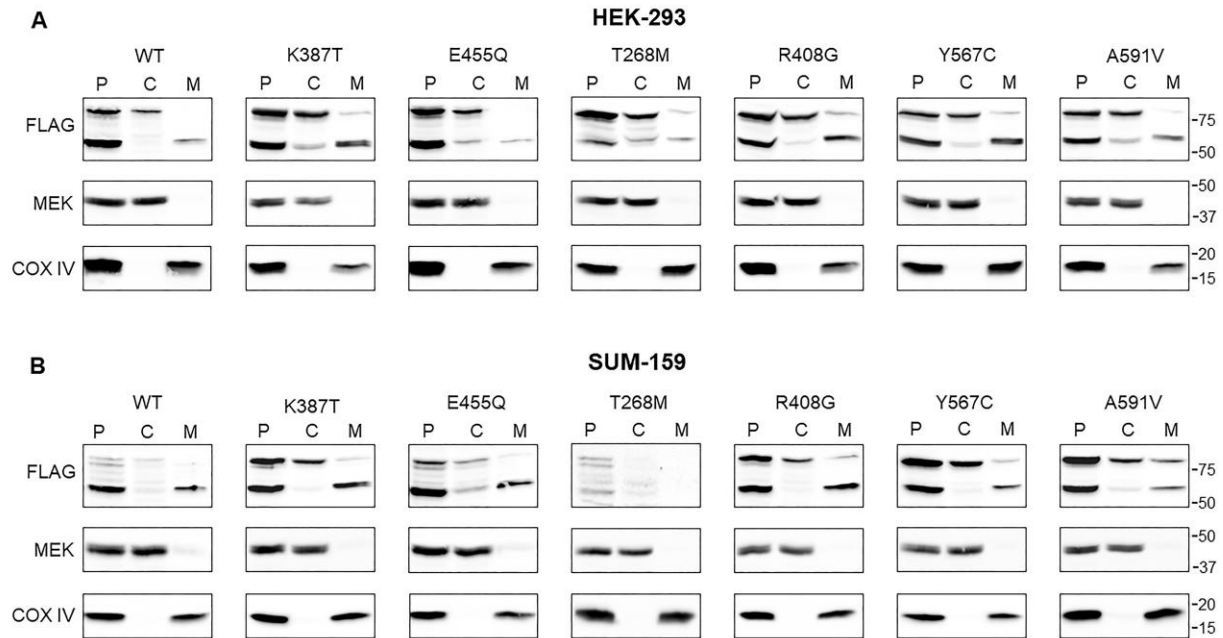 A
HEK-293
WT K387T E455Q T268M R408G Y567C A591V
P C M P C M P C M P C M P C M P C M P C M
FLAG
-75
-50
MEK
-50
-37
COX IV
-20
-15
B
SUM-159
WT K387T E455Q T268M R408G Y567C A591V
P C M P C M P C M P C M P C M P C M P C M
FLAG
-75
-50
MEK
-50
-37
COX IV
-20
-15